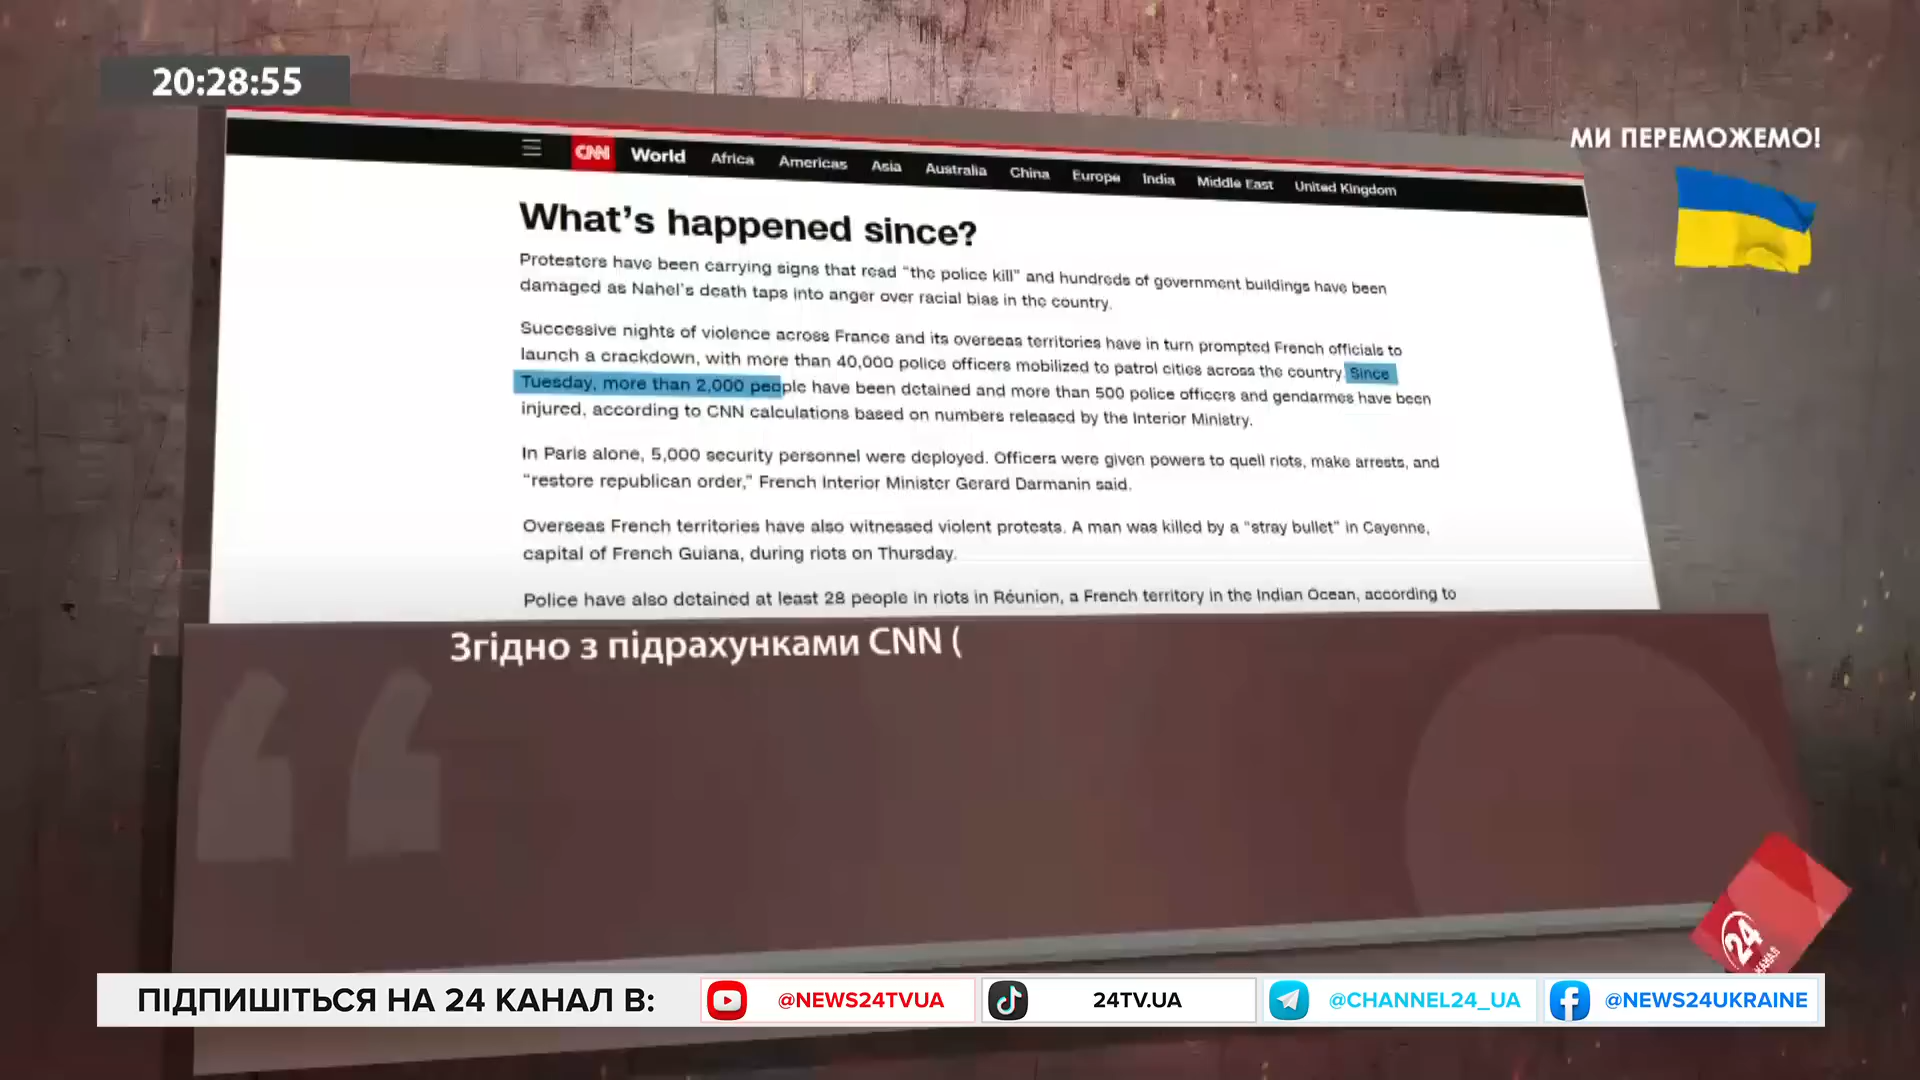 20:28:55
МИ ПЕРЕМОЖЕМО!
CNN World Africa Americas Asia Australia China Europe India Middle East United Kingdom
What's happened since?
Protesters have been carrying signs that read "the police kill" and hundreds of government buildings have been
damaged as Nahel's death taps into anger over racial bias in the country.
Successive nights of violence across France and its overseas territories have in turn prompted French officials to
launch a crackdown, with more than 40,000 police officers mobilized to patrol cities across the country. Since
Tuesday, more than 2,000 people have been detained and more than 500 police officers and gendarmes have been
injured, according to CNN calculations based on numbers released by the Interior Ministry.
In Paris alone, 5,000 security personnel were deployed. Officers were given powers to quell riots, make arrests, and
"restore republican order," French Interior Minister Gerard Darmanin said.
Overseas French territories have also witnessed violent protests. A man was killed by a "stray bullet" in Cayenne,
capital of French Guiana, during riots on Thursday.
Police have also detained at least 28 people in riots in Réunion, a French territory in the Indian Ocean, according to
Згідно з підрахунками CNN (
24 КАНАЛ
ПІДПИШІТЬСЯ НА 24 КАНАЛ В: @NEWS24TVUA 24TV.UA @CHANNEL24_UA @NEWS24UKRAINE